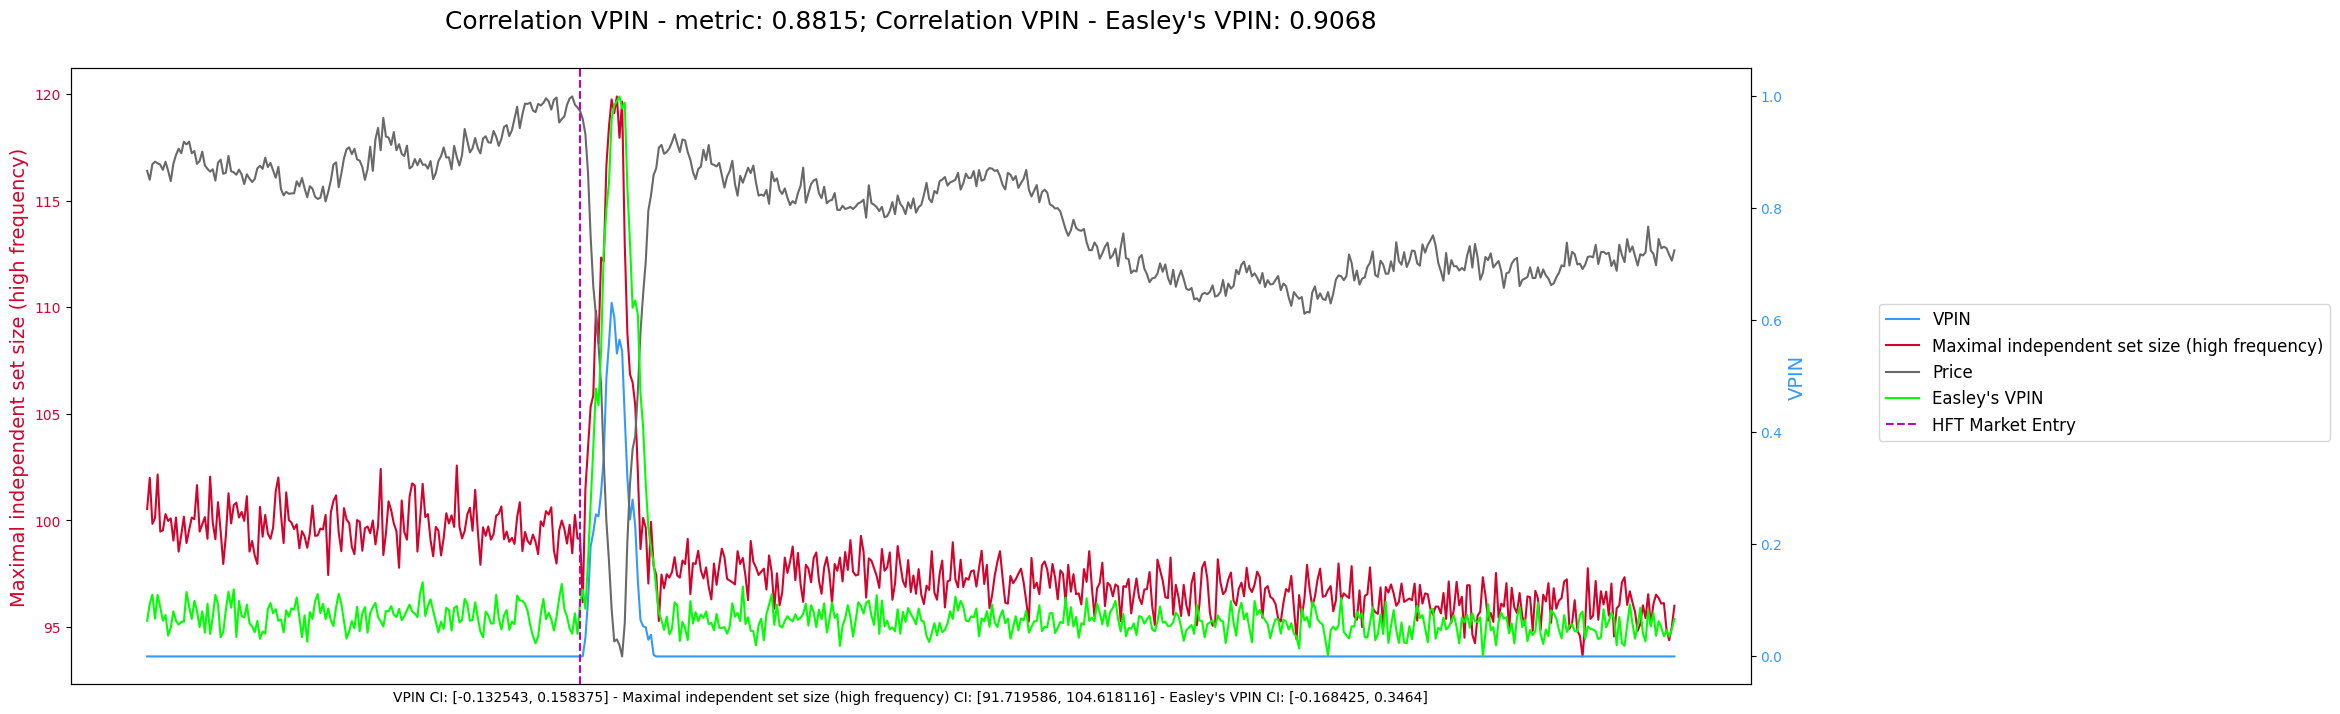 Correlation VPIN - metric: 0.8815; Correlation VPIN - Easley's VPIN: 0.9068
Maximal independent set size (high frequency)
120
115
110
105
100
95
1.0
0.8
0.6
0.4
0.2
0.0
VPIN
VPIN
Maximal independent set size (high frequency)
Price
Easley's VPIN
HFT Market Entry
VPIN CI: [-0.132543, 0.158375] - Maximal independent set size (high frequency) CI: [91.719586, 104.618116] - Easley's VPIN CI: [-0.168425, 0.3464]